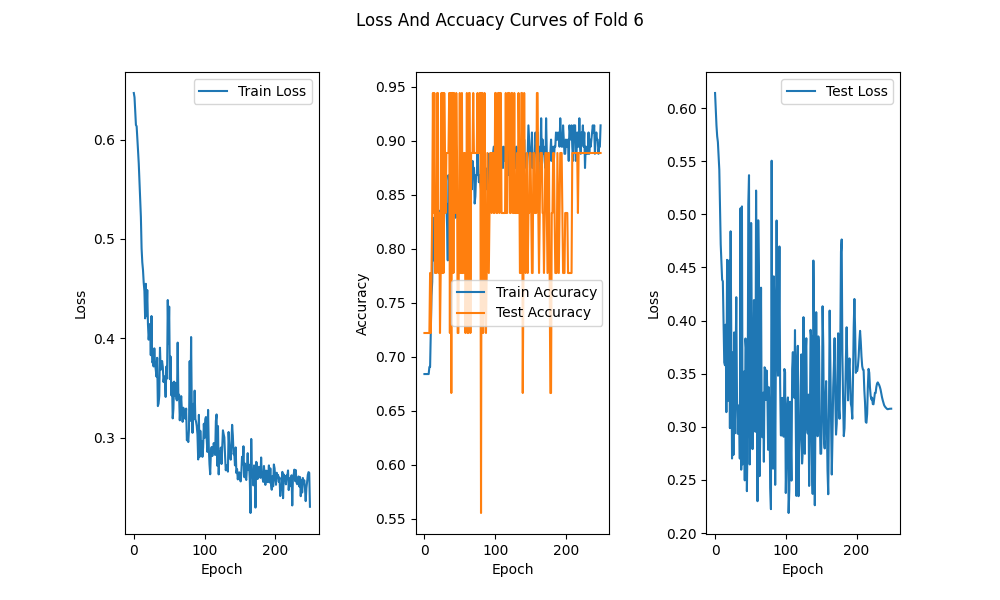 Loss And Accuacy Curves of Fold 6
Train Loss
0.6
0.5
0.4
0.3
Loss
0
100
200
Epoch
0.95
0.90
0.85
0.80
0.75
0.70
0.65
0.60
0.55
Accuracy
Train Accuracy
Test Accuracy
0
100
200
Epoch
Test Loss
0.60
0.55
0.50
0.45
0.40
0.35
0.30
0.25
0.20
Loss
0
100
200
Epoch